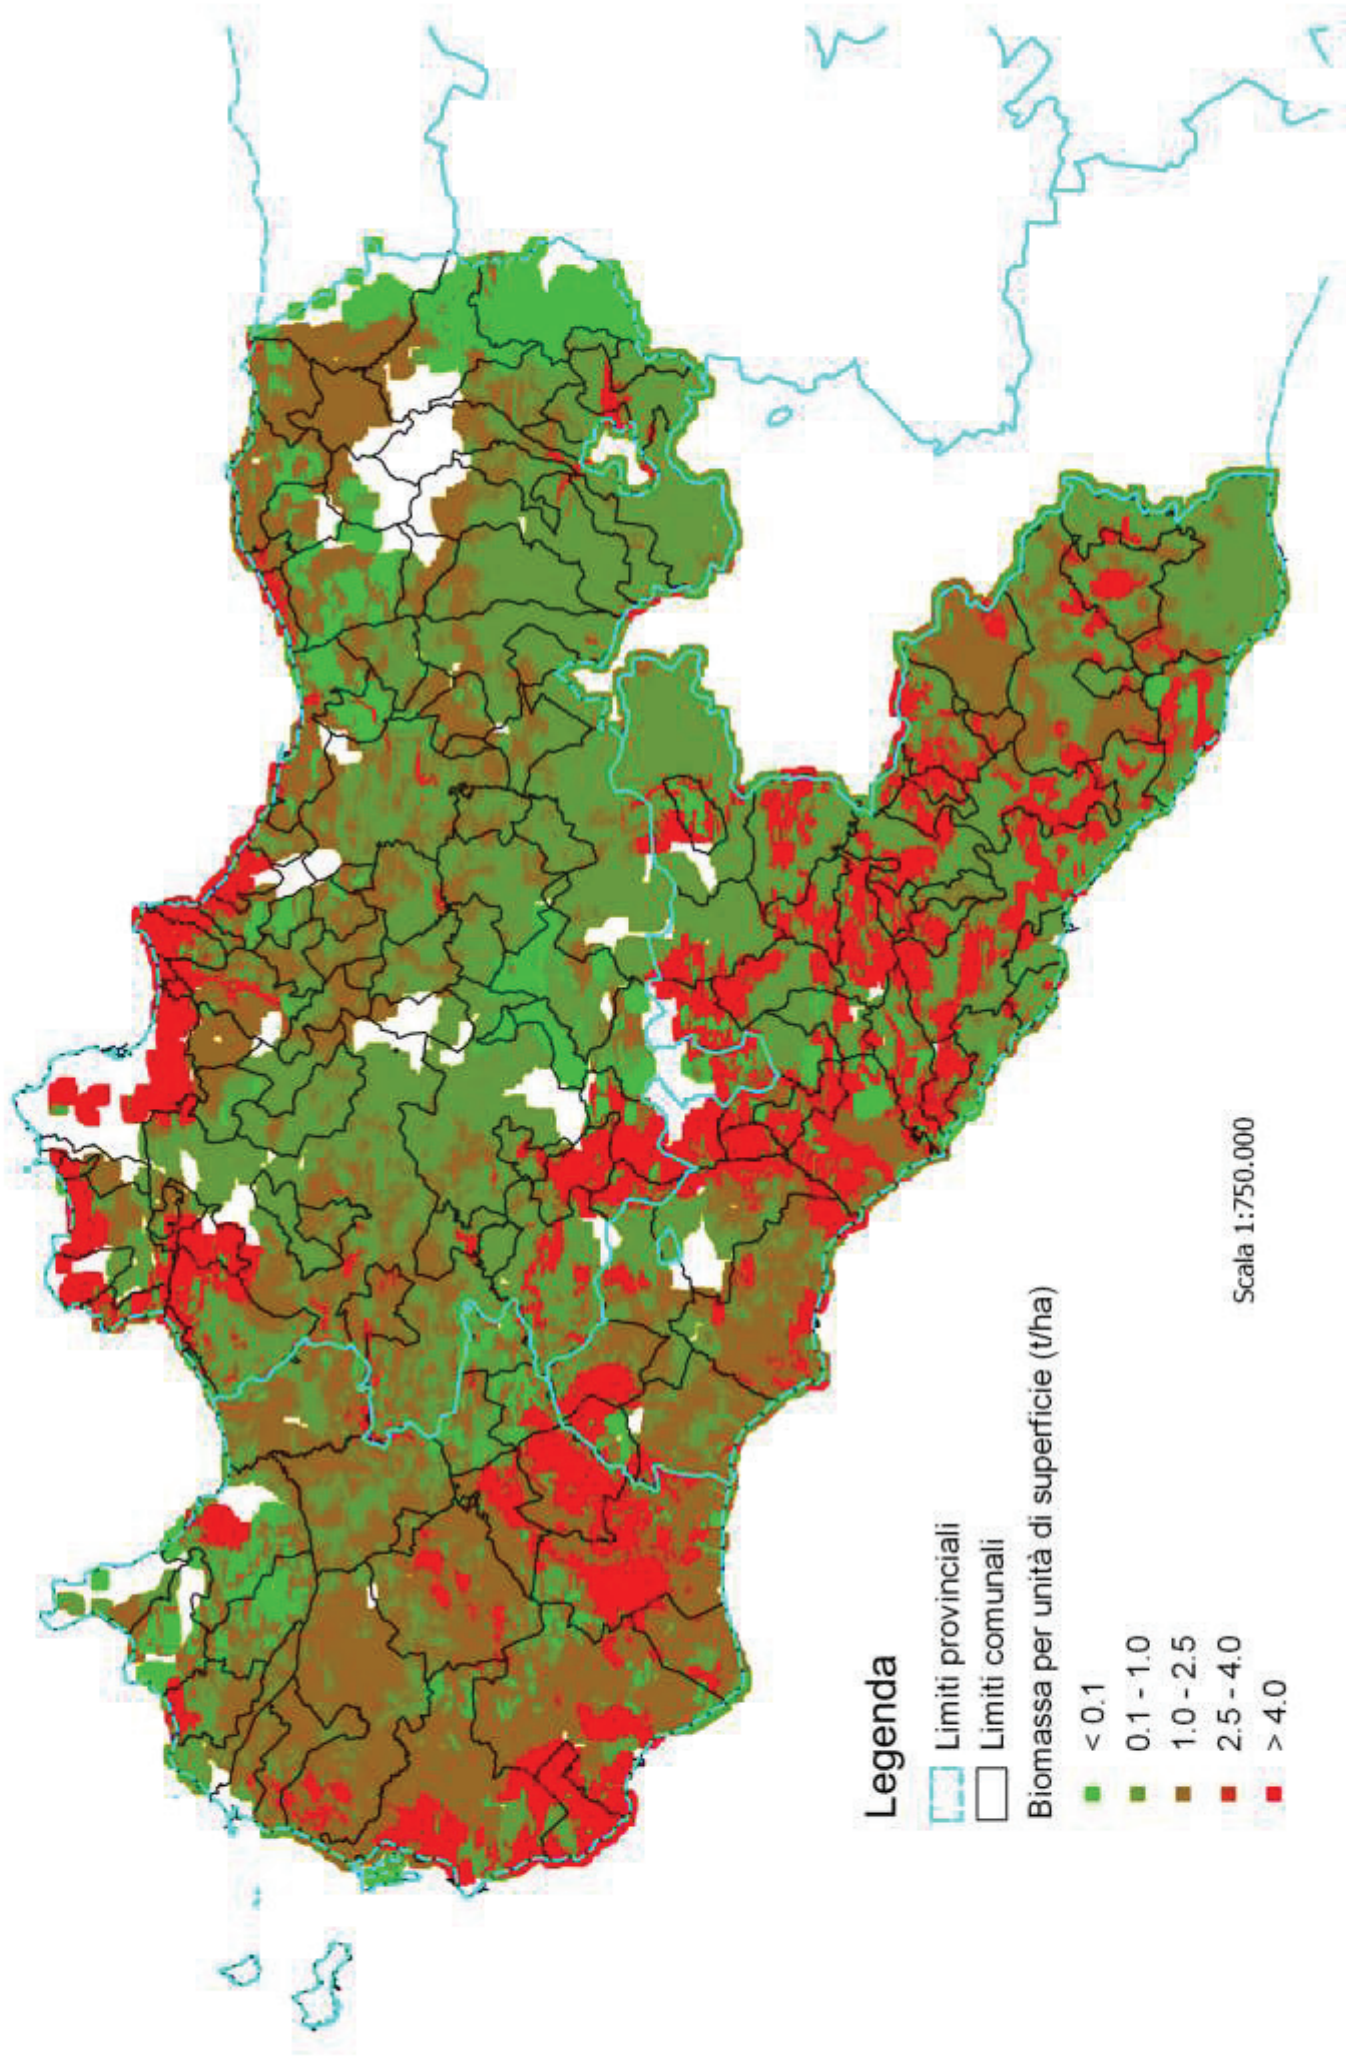 Legenda
Limiti provinciali
Limiti comunali
Biomassa per unità di superficie (t/ha)
< 0.1
0.1 - 1.0
1.0 - 2.5
2.5 - 4.0
> 4.0
Scala 1:750.000